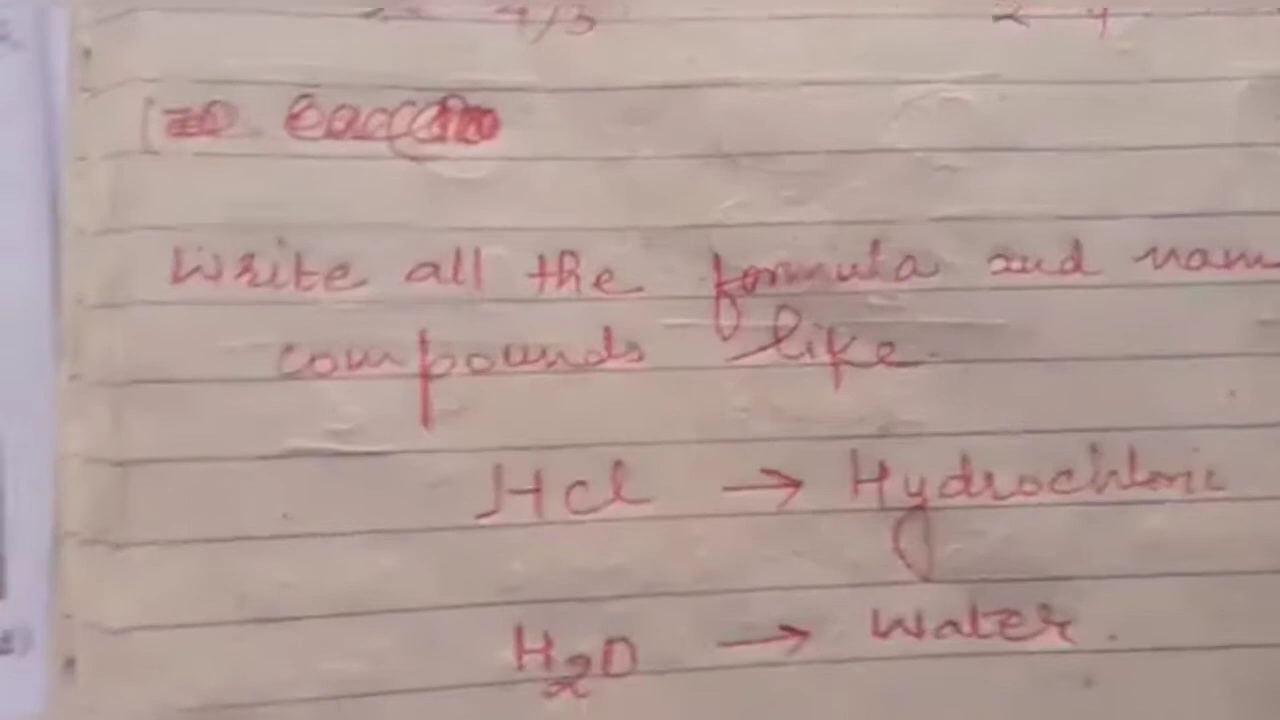 Write all the formula and nam
compounds like.
HCl → Hydrochloric
H2O → Water.